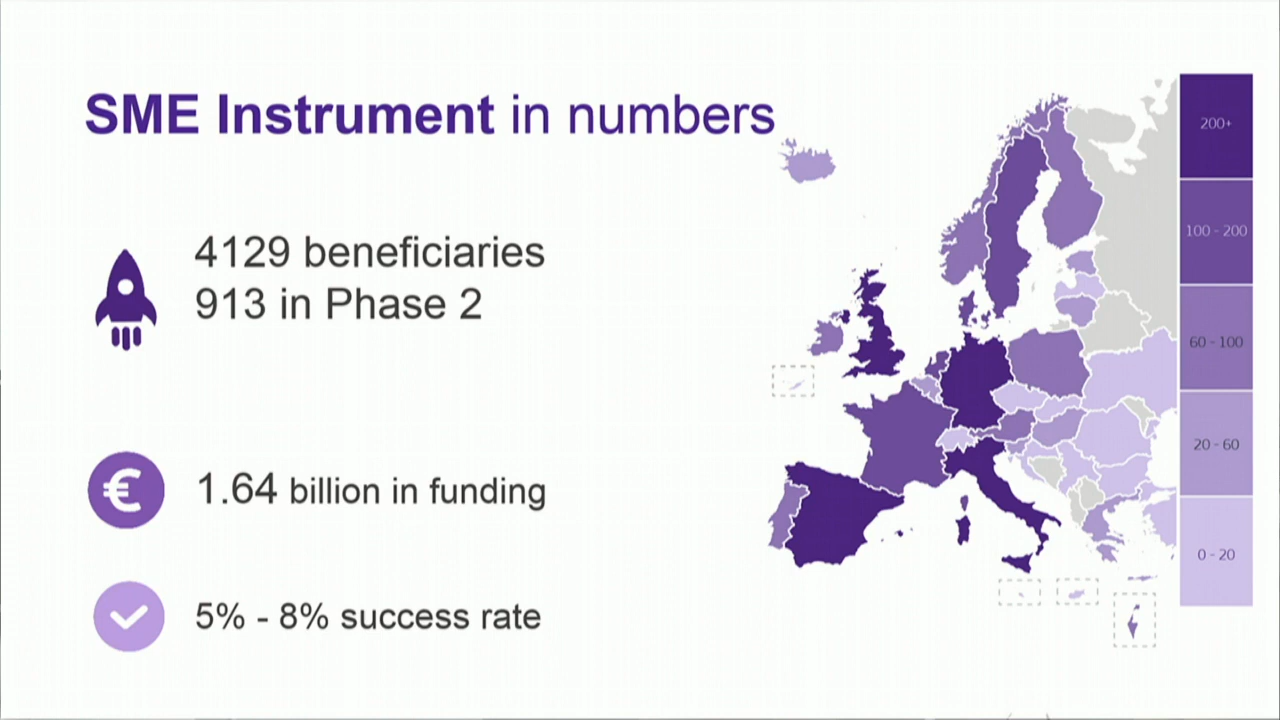 SME Instrument in numbers
4129 beneficiaries
913 in Phase 2
€
1.64 billion in funding
5% - 8% success rate
200+
100 - 200
60 - 100
20 - 60
0 - 20